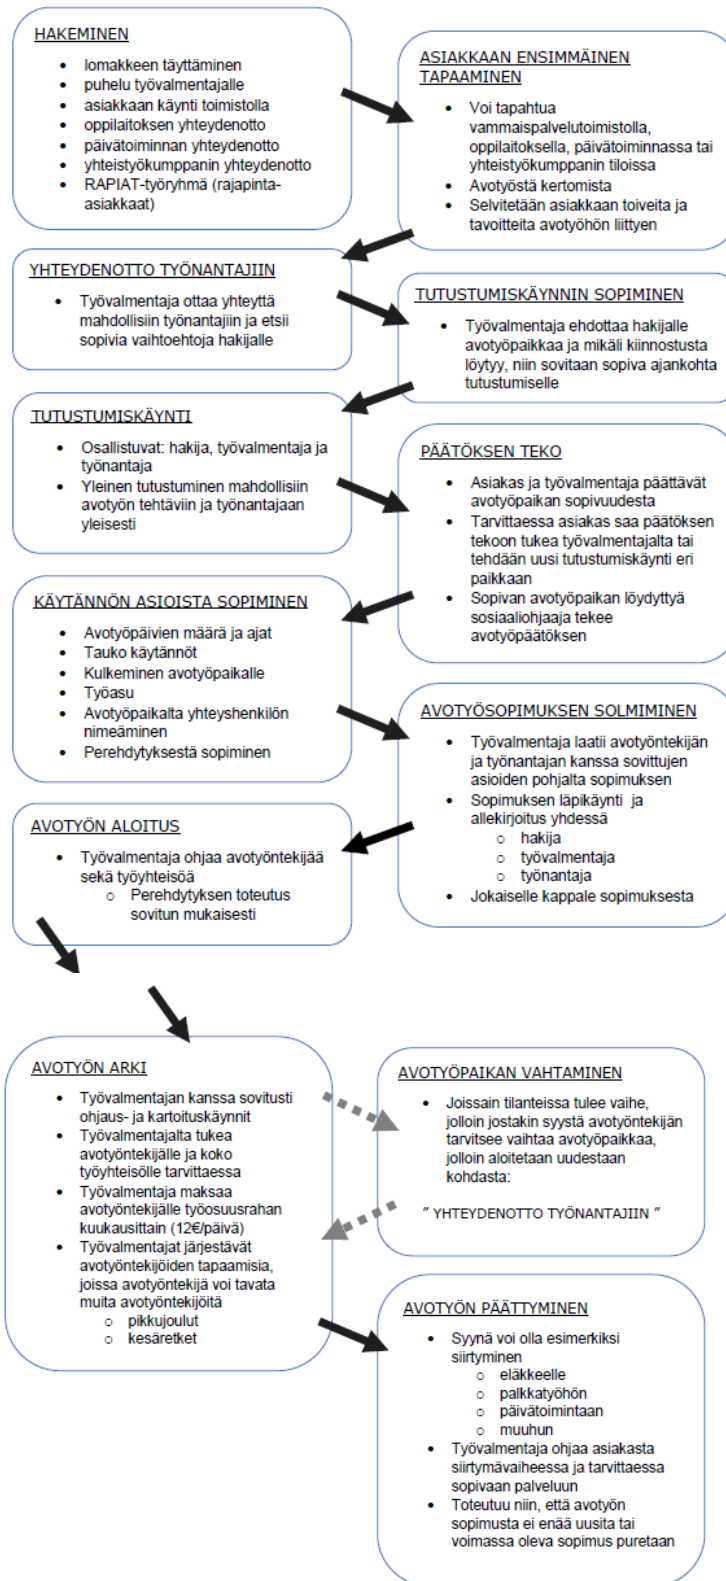 HAKEMINEN
• lomakkeen täyttäminen
• puhelu työvalmentajalle
• asiakkaan käynti toimistolla
• oppilaitoksen yhteydenotto
• päivätoiminnan yhteydenotto
• yhteistyökumppanin yhteydenotto
• RAPIAT-työryhmä (rajapinta-
asiakkaat)
ASIAKKAAN ENSIMMÄINEN
TAPAAMINEN
• Voi tapahtua
vammaispalvelutoimistolla,
oppilaitoksella, päivätoiminnassa tai
yhteistyökumppanin tiloissa
• Avotyöstä kertomista
• Selvitetään asiakkaan toiveita ja
tavoitteita avotyöhön liittyen
YHTEYDENOTTO TYÖNANTAJIIN
• Työvalmentaja ottaa yhteyttä
mahdollisiin työnantajiin ja etsii
sopivia vaihtoehtoja hakijalle
TUTUSTUMISKÄYNNIN SOPIMINEN
• Työvalmentaja ehdottaa hakijalle
avotyöpaikkaa ja mikäli kiinnostusta
löytyy, niin sovitaan sopiva ajankohta
tutustumiselle
TUTUSTUMISKÄYNTI
• Osallistuvat: hakija, työvalmentaja ja
työnantaja
• Yleinen tutustuminen mahdollisiin
avotyön tehtäviin ja työnantajaan
yleisesti
PÄÄTÖKSEN TEKO
• Asiakas ja työvalmentaja päättävät
avotyöpaikan sopivuudesta
• Tarvittaessa asiakas saa päätöksen
tekoon tukea työvalmentajalta tai
tehdään uusi tutustumiskäynti eri
paikkaan
• Sopivan avotyöpaikan löydyttyä
sosiaaliohjaaja tekee
avotyöpäätöksen
KÄYTÄNNÖN ASIOISTA SOPIMINEN
• Avotyöpäivien määrä ja ajat
• Tauko käytännöt
• Kulkeminen avotyöpaikalle
• Työasu
• Avotyöpaikalta yhteyshenkilön
nimeäminen
• Perehdytyksestä sopiminen
AVOTYÖSOPIMUKSEN SOLMIMINEN
• Työvalmentaja laatii avotyöntekijän
ja työnantajan kanssa sovittujen
asioiden pohjalta sopimuksen
• Sopimuksen läpikäynti ja
allekirjoitus yhdessä
○ hakija
○ työvalmentaja
○ työnantaja
• Jokaiselle kappale sopimuksesta
AVOTYÖN ALOITUS
• Työvalmentaja ohjaa avotyöntekijää
sekä työyhteisöä
○ Perehdytyksen toteutus
sovitun mukaisesti
AVOTYÖN ARKI
• Työvalmentajan kanssa sovitusti
ohjaus- ja kartoituskäynnit
• Työvalmentajalta tukea
avotyöntekijälle ja koko
työyhteisölle tarvittaessa
• Työvalmentaja maksaa
avotyöntekijälle työosuusrahan
kuukausittain (12€/päivä)
• Työvalmentajat järjestävät
avotyöntekijöiden tapaamisia,
joissa avotyöntekijä voi tavata
muita avotyöntekijöitä
○ pikkujoulut
○ kesäretket
AVOTYÖPAIKAN VAHTAMINEN
• Joissain tilanteissa tulee vaihe,
jolloin jostakin syystä avotyöntekijän
tarvitsee vaihtaa avotyöpaikkaa,
jolloin aloitetaan uudestaan
kohdasta:
" YHTEYDENOTTO TYÖNANTAJIIN "
AVOTYÖN PÄÄTTYMINEN
• Syynä voi olla esimerkiksi
siirtyminen
○ eläkkeelle
○ palkkatyöhön
○ päivätoimintaan
○ muuhun
• Työvalmentaja ohjaa asiakasta
siirtymävaiheessa ja tarvittaessa
sopivaan palveluun
• Toteutuu niin, että avotyön
sopimusta ei enää uusita tai
voimassa oleva sopimus puretaan